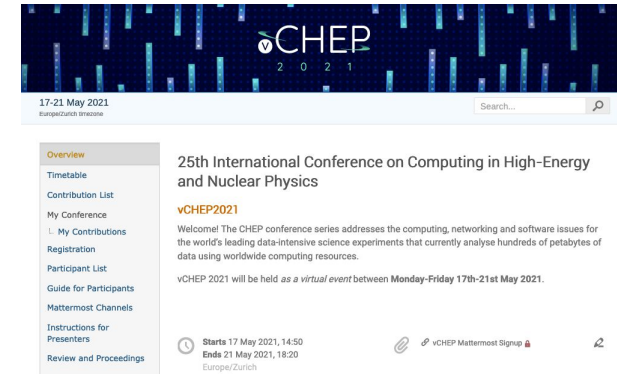 vCHEP
2021
17-21 May 2021
Europe/Zurich timezone
Search...
Overview
Timetable
Contribution List
My Conference
My Contributions
Registration
Participant List
Guide for Participants
Mattermost Channels
Instructions for
Presenters
Review and Proceedings
25th International Conference on Computing in High-Energy
and Nuclear Physics
vCHEP2021
Welcome! The CHEP conference series addresses the computing, networking and software issues for
the world's leading data-intensive science experiments that currently analyse hundreds of petabytes of
data using worldwide computing resources.
vCHEP 2021 will be held as a virtual event between Monday-Friday 17th-21st May 2021.
Starts 17 May 2021, 14:50
Ends 21 May 2021, 18:20
Europe/Zurich
vCHEP Mattermost Signup